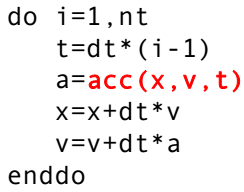 do i=1,nt
t=dt*(i-1)
a=acc(x,v,t)
x=x+dt*v
v=v+dt*a
enddo